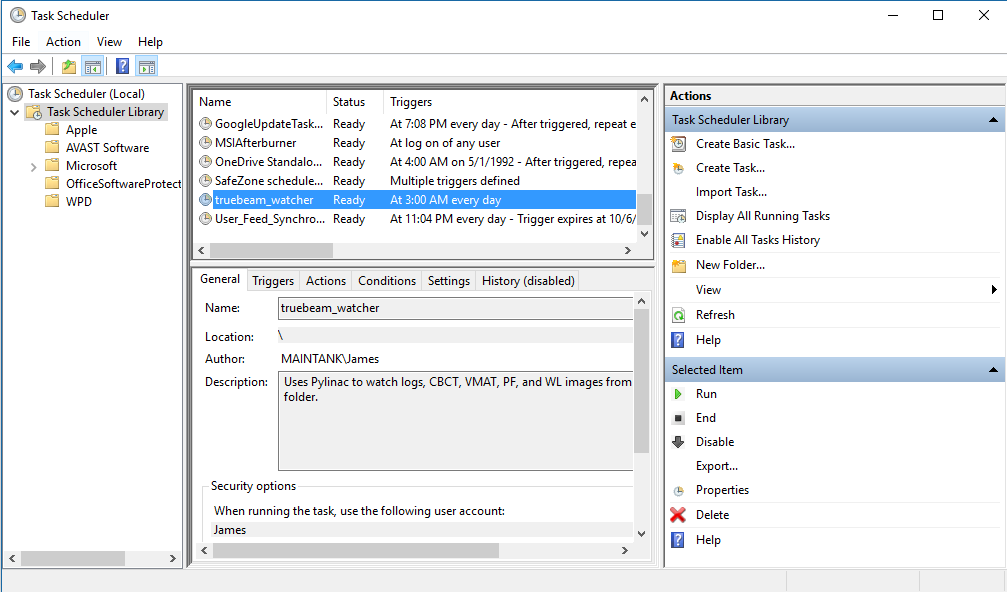 Task Scheduler
File Action View Help
Task Scheduler (Local)
Task Scheduler Library
Apple
AVAST Software
Microsoft
OfficeSoftwareProtect
WPD
Name Status Triggers
GoogleUpdateTask... Ready At 7:08 PM every day - After triggered, repeat e
MSIAfterburner Ready At log on of any user
OneDrive Standalo... Ready At 4:00 AM on 5/1/1992 - After triggered, repea
SafeZone schedule... Ready Multiple triggers defined
truebeam_watcher Ready At 3:00 AM every day
User_Feed_Synchro... Ready At 11:04 PM every day - Trigger expires at 10/6/
General Triggers Actions Conditions Settings History (disabled)
Name: truebeam_watcher
Location: \
Author: MAINTANK\James
Description: Uses Pylinac to watch logs, CBCT, VMAT, PF, and WL images from
folder.
Security options
When running the task, use the following user account:
James
Actions
Task Scheduler Library
Create Basic Task...
Create Task...
Import Task...
Display All Running Tasks
Enable All Tasks History
New Folder...
View
Refresh
Help
Selected Item
Run
End
Disable
Export...
Properties
Delete
Help